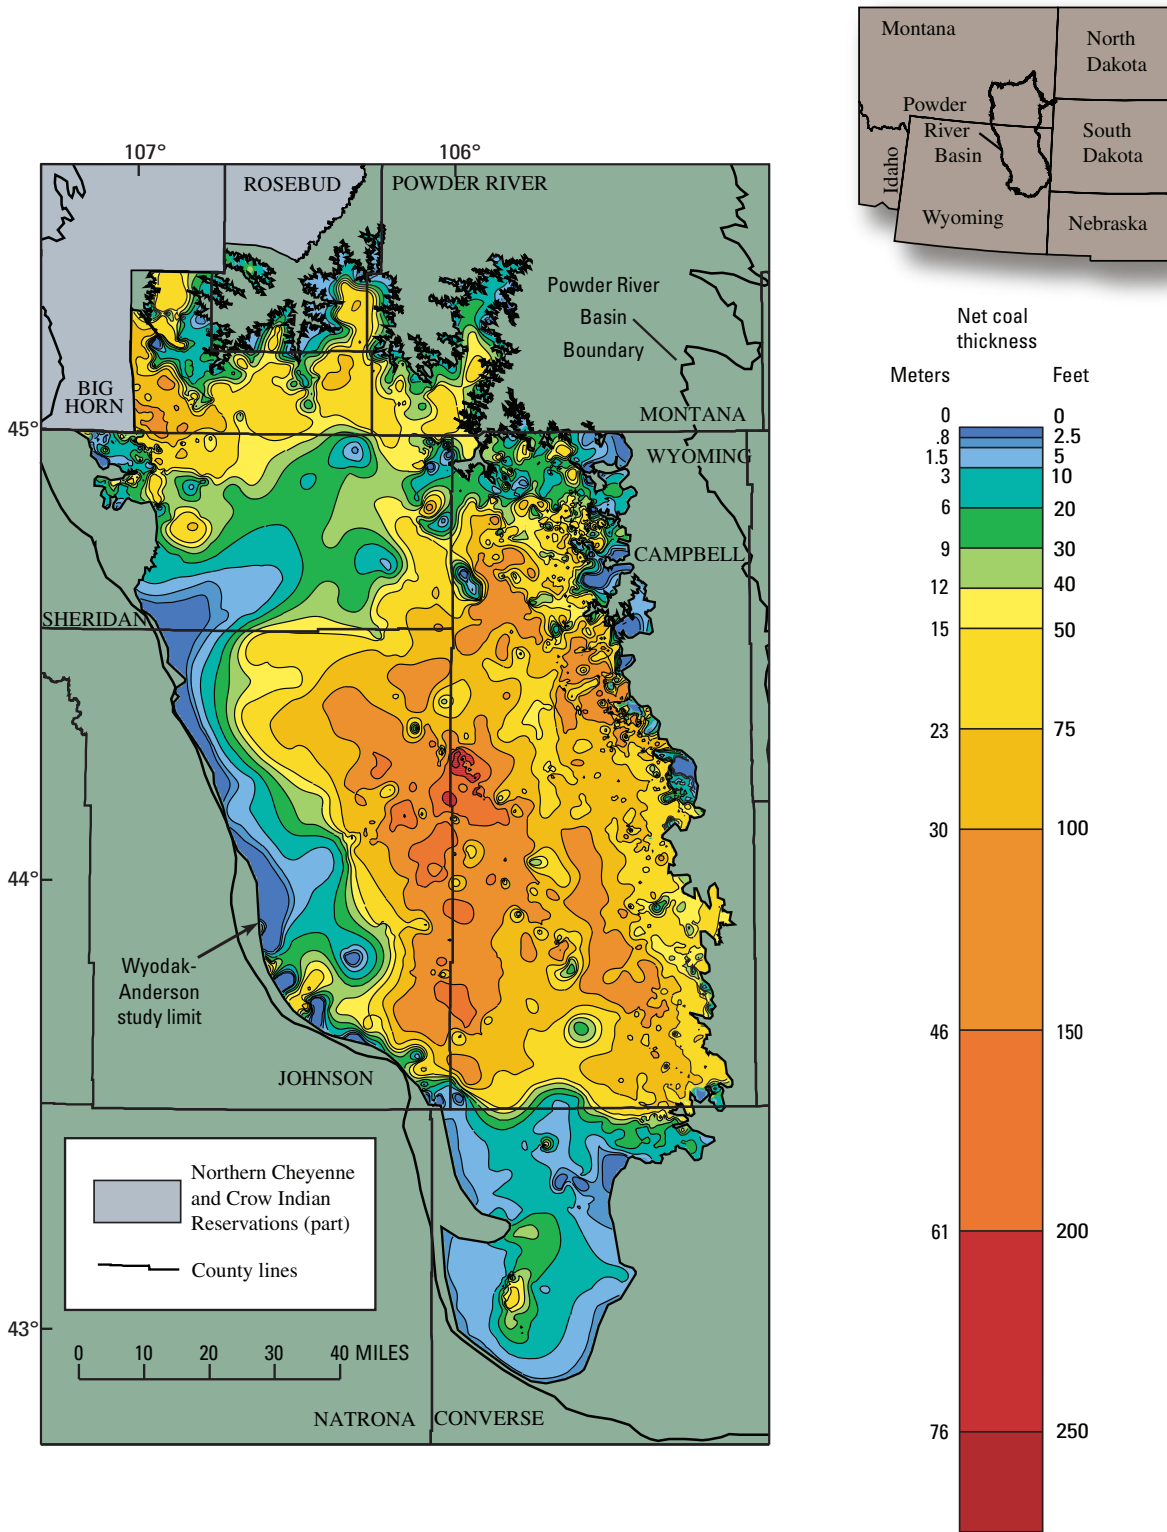 Montana
North
Dakota
Powder
River
Basin
South
Dakota
Idaho
Wyoming
Nebraska
107°
106°
ROSEBUD
POWDER RIVER
Powder River
Basin
Boundary
BIG
HORN
MONTANA
45°
WYOMING
CAMPBELL
SHERIDAN
44°
Wyodak-
Anderson
study limit
JOHNSON
Northern Cheyenne
and Crow Indian
Reservations (part)
County lines
43°
0 10 20 30 40 MILES
NATRONA
CONVERSE
Net coal
thickness
Meters Feet
0 0
.8 2.5
1.5 5
3 10
6 20
9 30
12 40
15 50
23 75
30 100
46 150
61 200
76 250